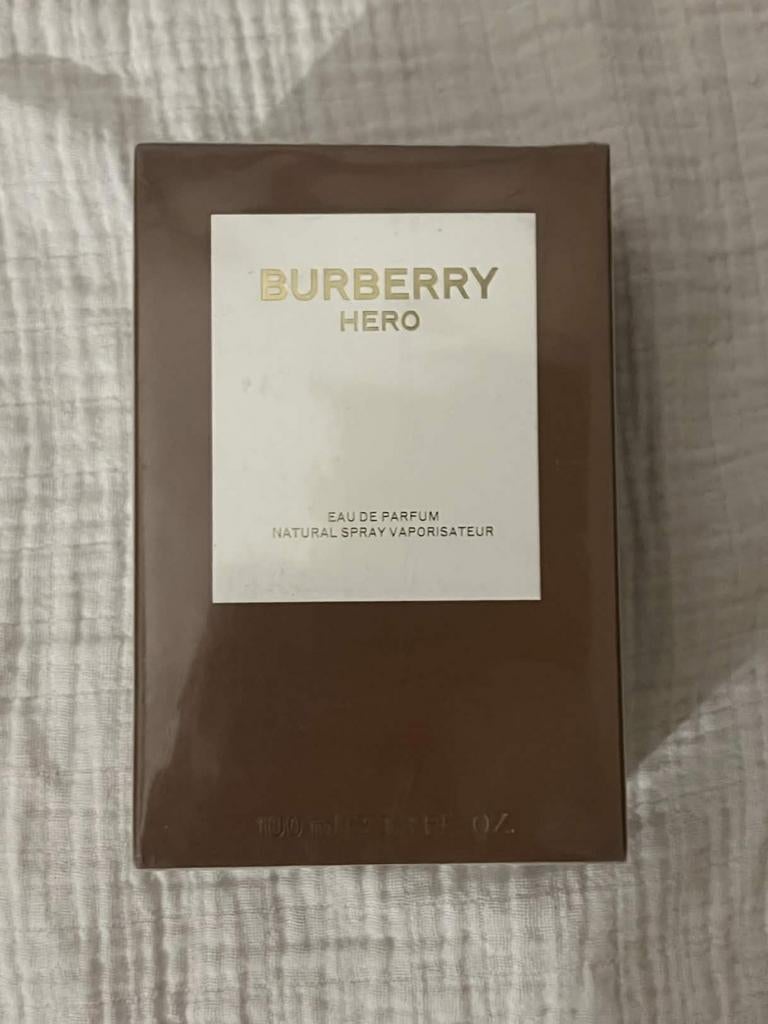 BURBERRY
HERO
EAU DE PARFUM
NATURAL SPRAY VAPORISATEUR
100 ml OZ.